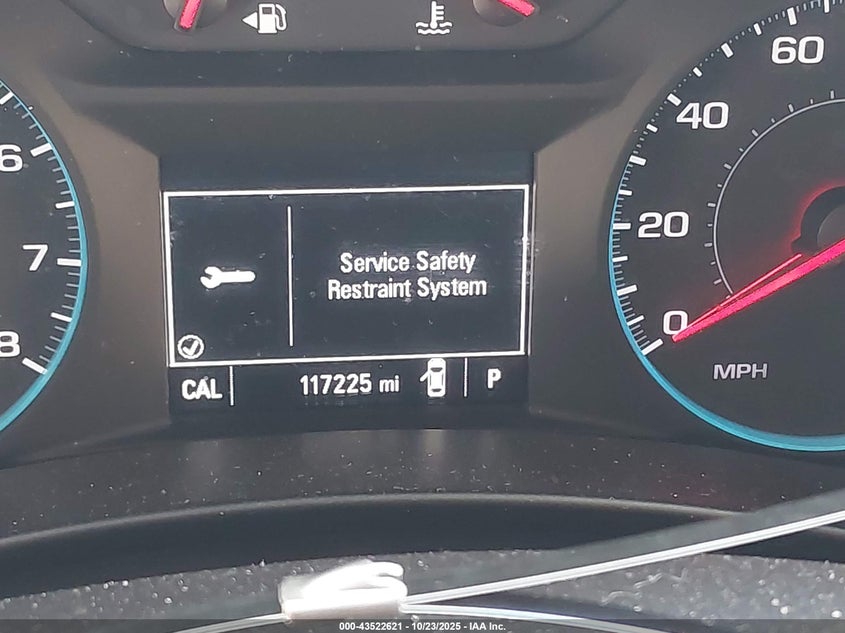 60
40
20
0
MPH
6
7
8
Service Safety
Restraint System
CAL
117225 mi
P
000-43522621 - 10/23/2025 - IAA Inc.